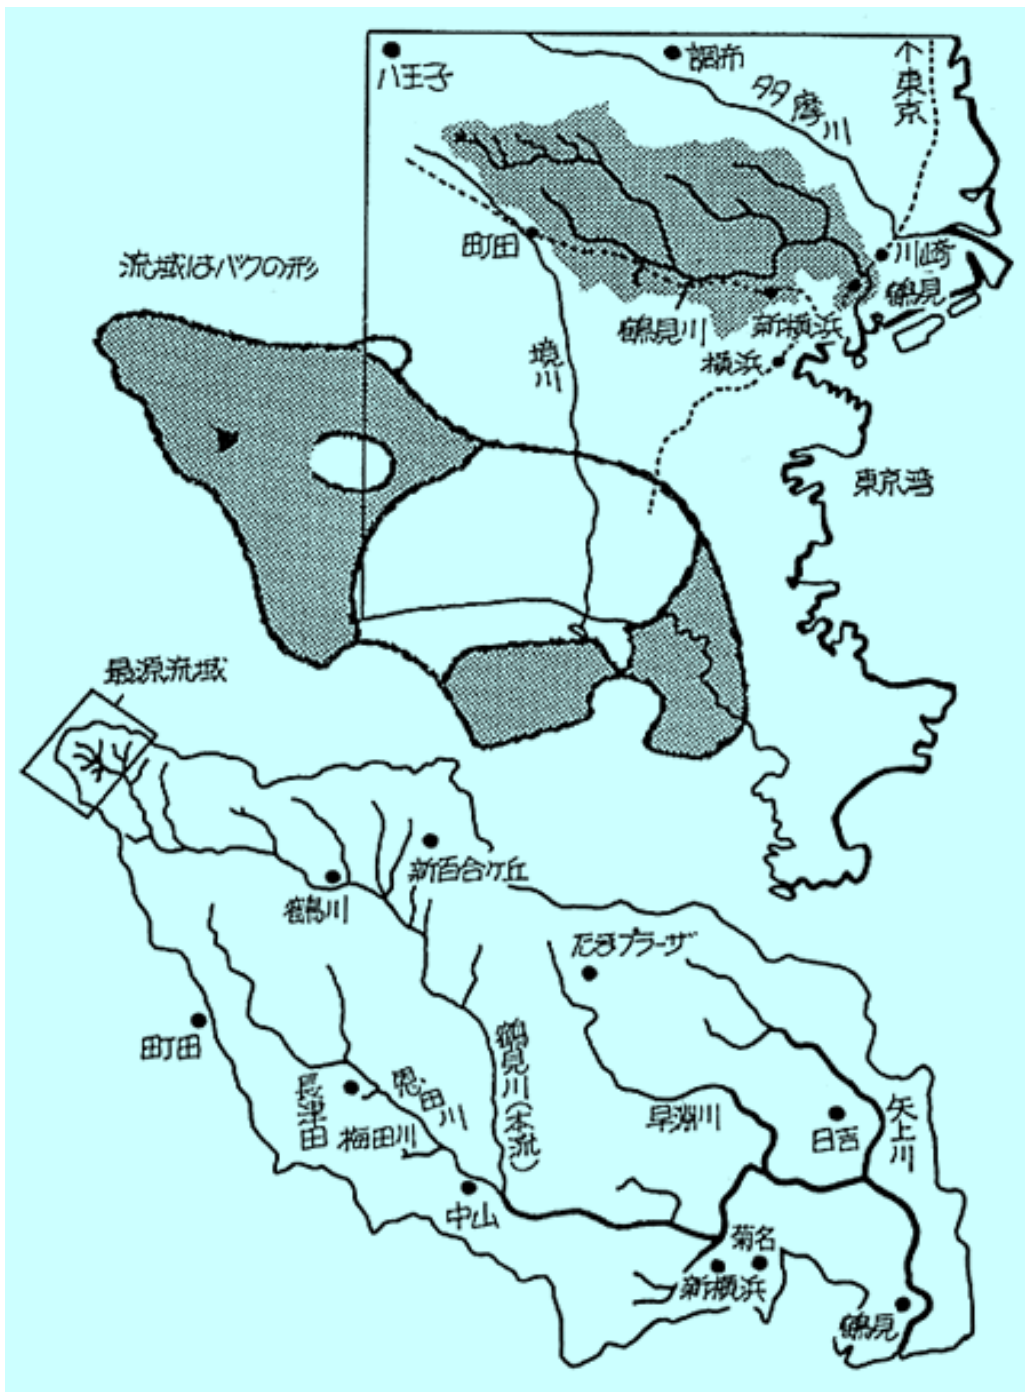 八王子
調布
↑東京
多摩川
町田
川崎
鶴見
鶴見川
新横浜
横浜
境川
東京湾
流域はバクの形
最源流域
新百合ヶ丘
鶴川
たまプラーザ
町田
長津田
恩田川
梅田川
鶴見川(本流)
早淵川
日吉
矢上川
中山
菊名
新横浜
鶴見